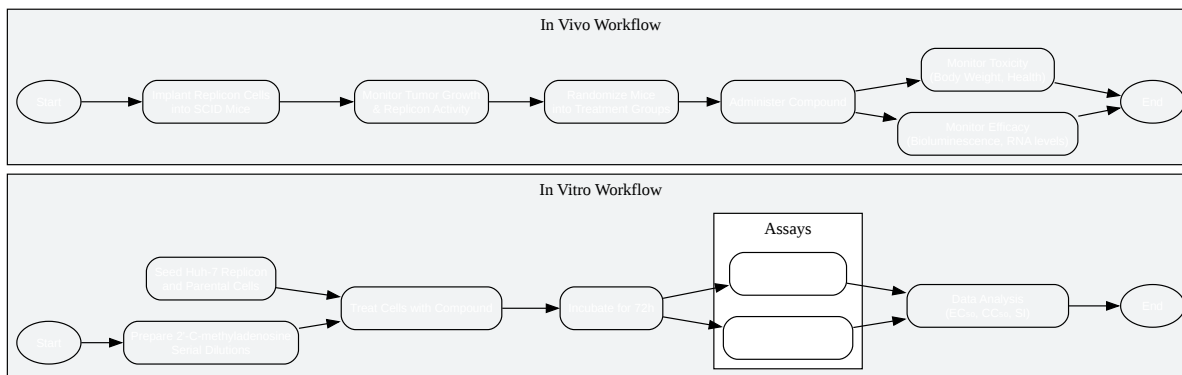 In Vivo Workflow
Start
Implant Replicon Cells
into SCID Mice
Monitor Tumor Growth
& Replicon Activity
Randomize Mice
into Treatment Groups
Administer Compound
Monitor Toxicity
(Body Weight, Health)
Monitor Efficacy
(Bioluminescence, RNA levels)
End
In Vitro Workflow
Assays
Seed Huh-7 Replicon
and Parental Cells
Start
Prepare 2'-C-methyladenosine
Serial Dilutions
Treat Cells with Compound
Incubate for 72h
Data Analysis
(EC₅₀, CC₅₀, SI)
End